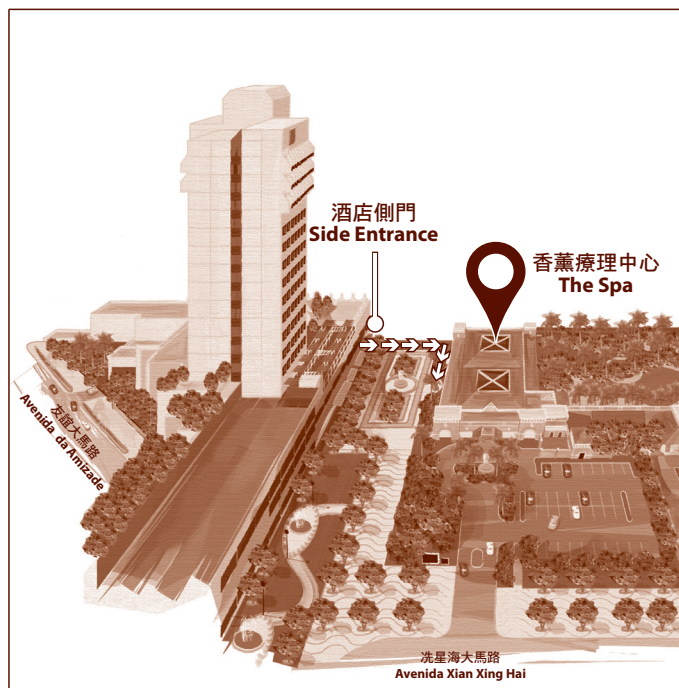 酒店側門
Side Entrance
香薰療理中心
The Spa
友誼大馬路
Avenida da Amizade
冼星海大馬路
Avenida Xian Xing Hai